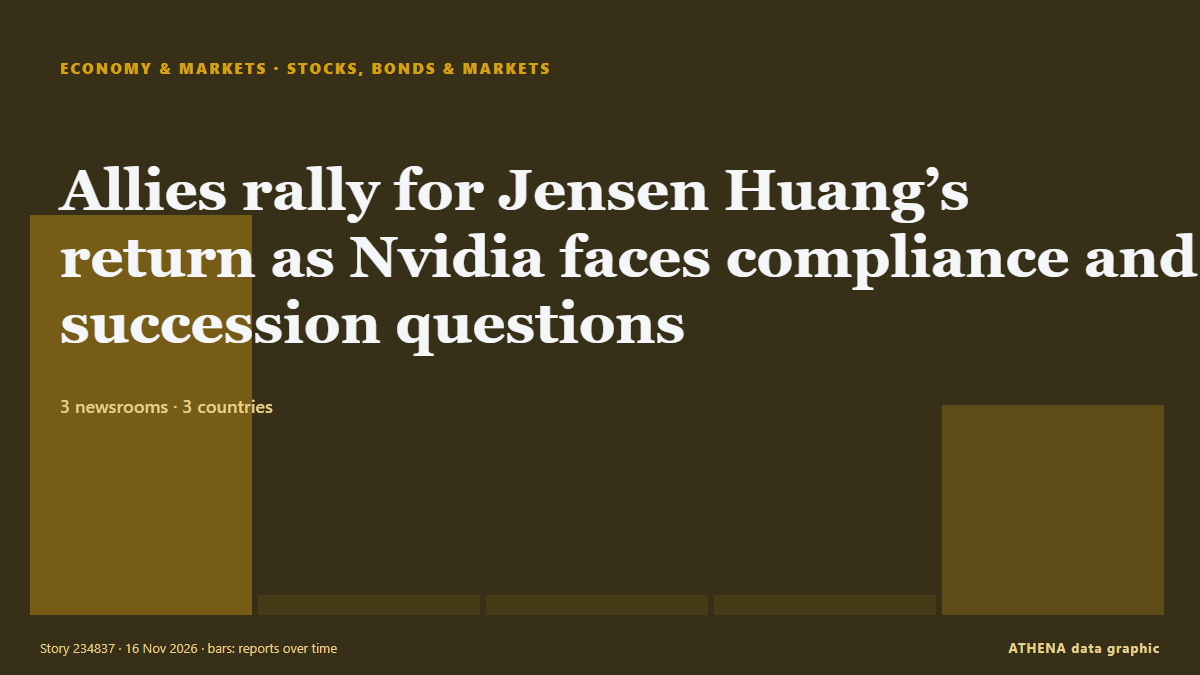 ECONOMY & MARKETS · STOCKS, BONDS & MARKETS
Allies rally for Jensen Huang’s
return as Nvidia faces compliance and
succession questions
3 newsrooms · 3 countries
Story 234837 · 16 Nov 2026 · bars: reports over time
ATHENA data graphic